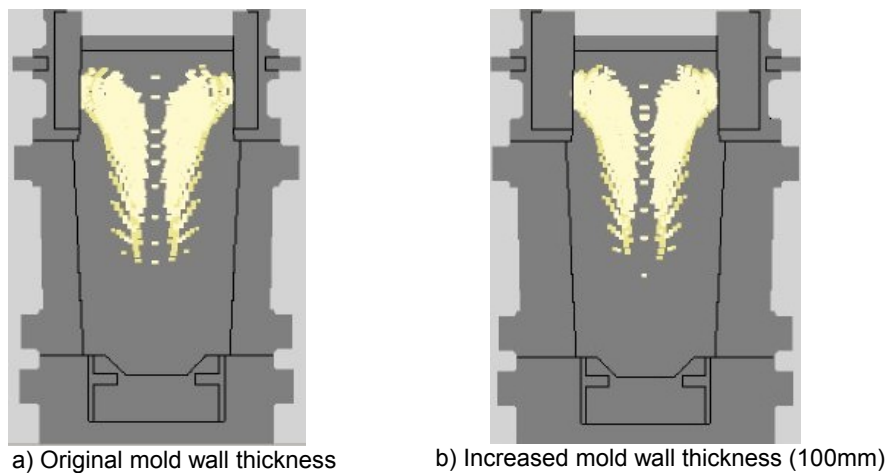 a) Original mold wall thickness
b) Increased mold wall thickness (100mm)